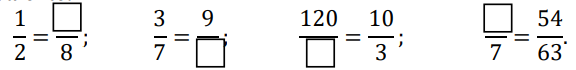 1/2 = □/8; 3/7 = 9/□; 120/□ = 10/3; □/7 = 54/63.